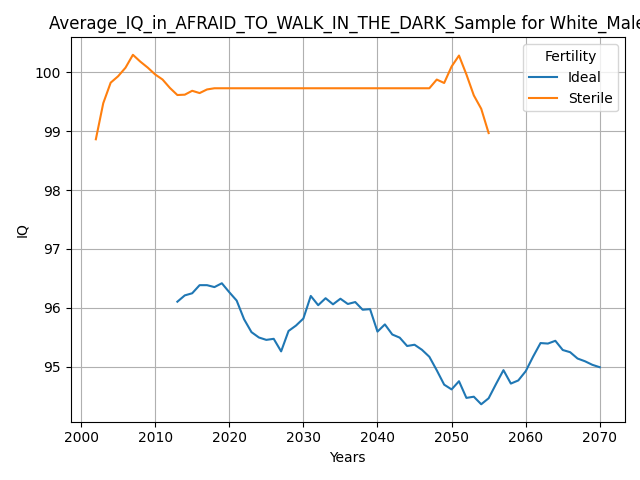 Average_IQ_in_AFRAID_TO_WALK_IN_THE_DARK_Sample for White_Male
Fertility
Ideal
Sterile
100
99
98
97
96
95
IQ
2000 2010 2020 2030 2040 2050 2060 2070
Years